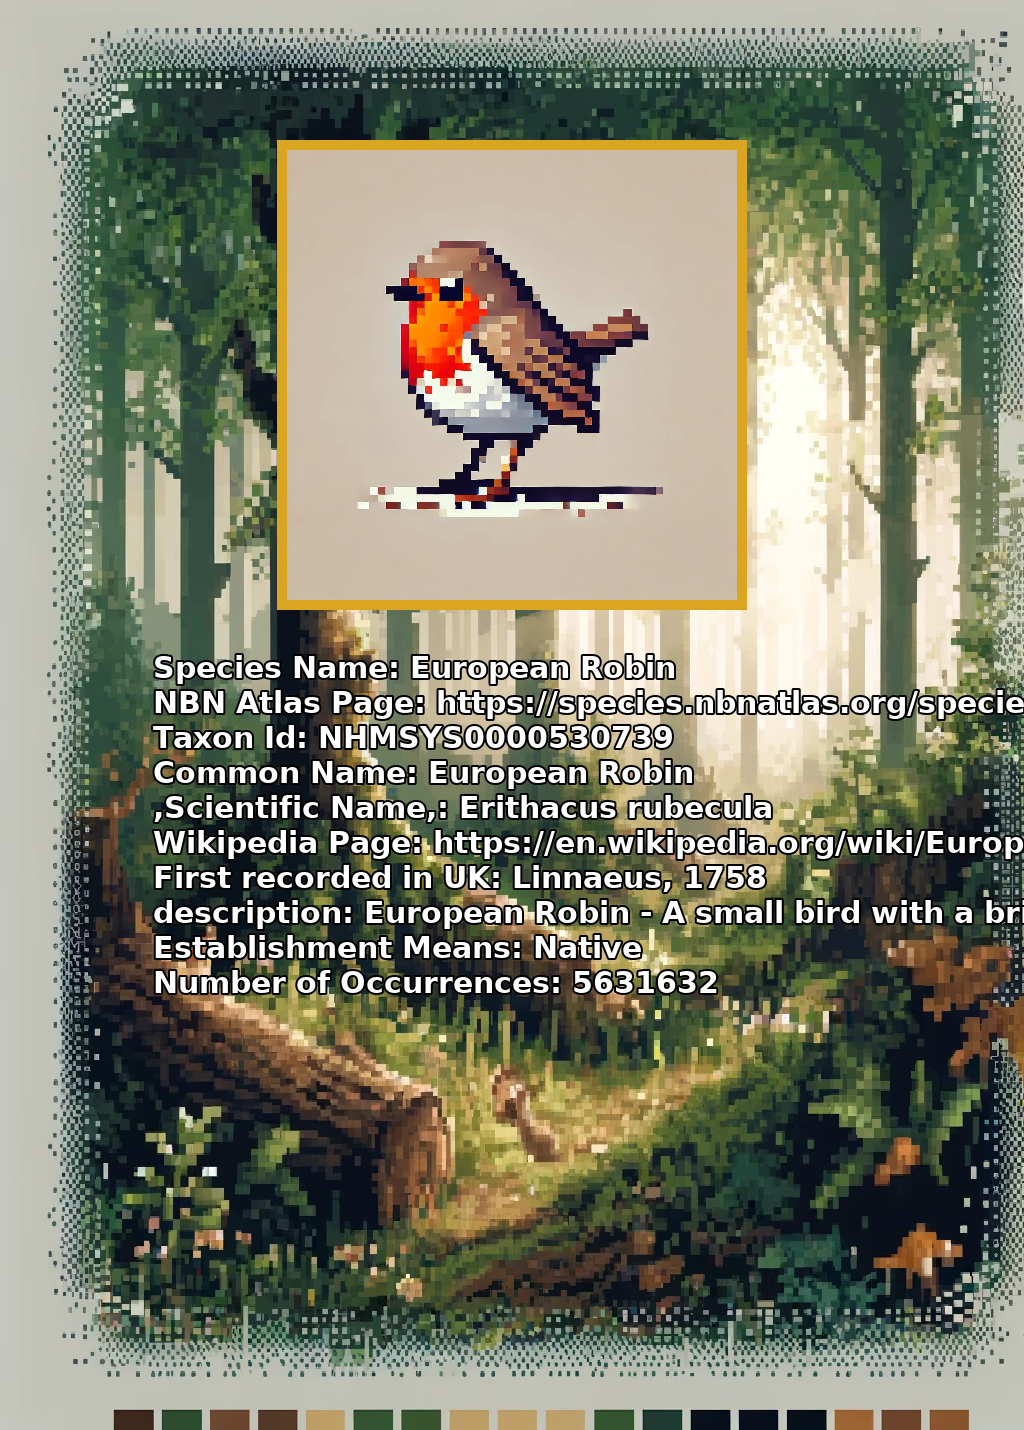 Species Name: European Robin
NBN Atlas Page: https://species.nbnatlas.org/specie
Taxon Id: NHMSYS0000530739
Common Name: European Robin
,Scientific Name,: Erithacus rubecula
Wikipedia Page: https://en.wikipedia.org/wiki/Europ
First recorded in UK: Linnaeus, 1758
description: European Robin - A small bird with a bri
Establishment Means: Native
Number of Occurrences: 5631632